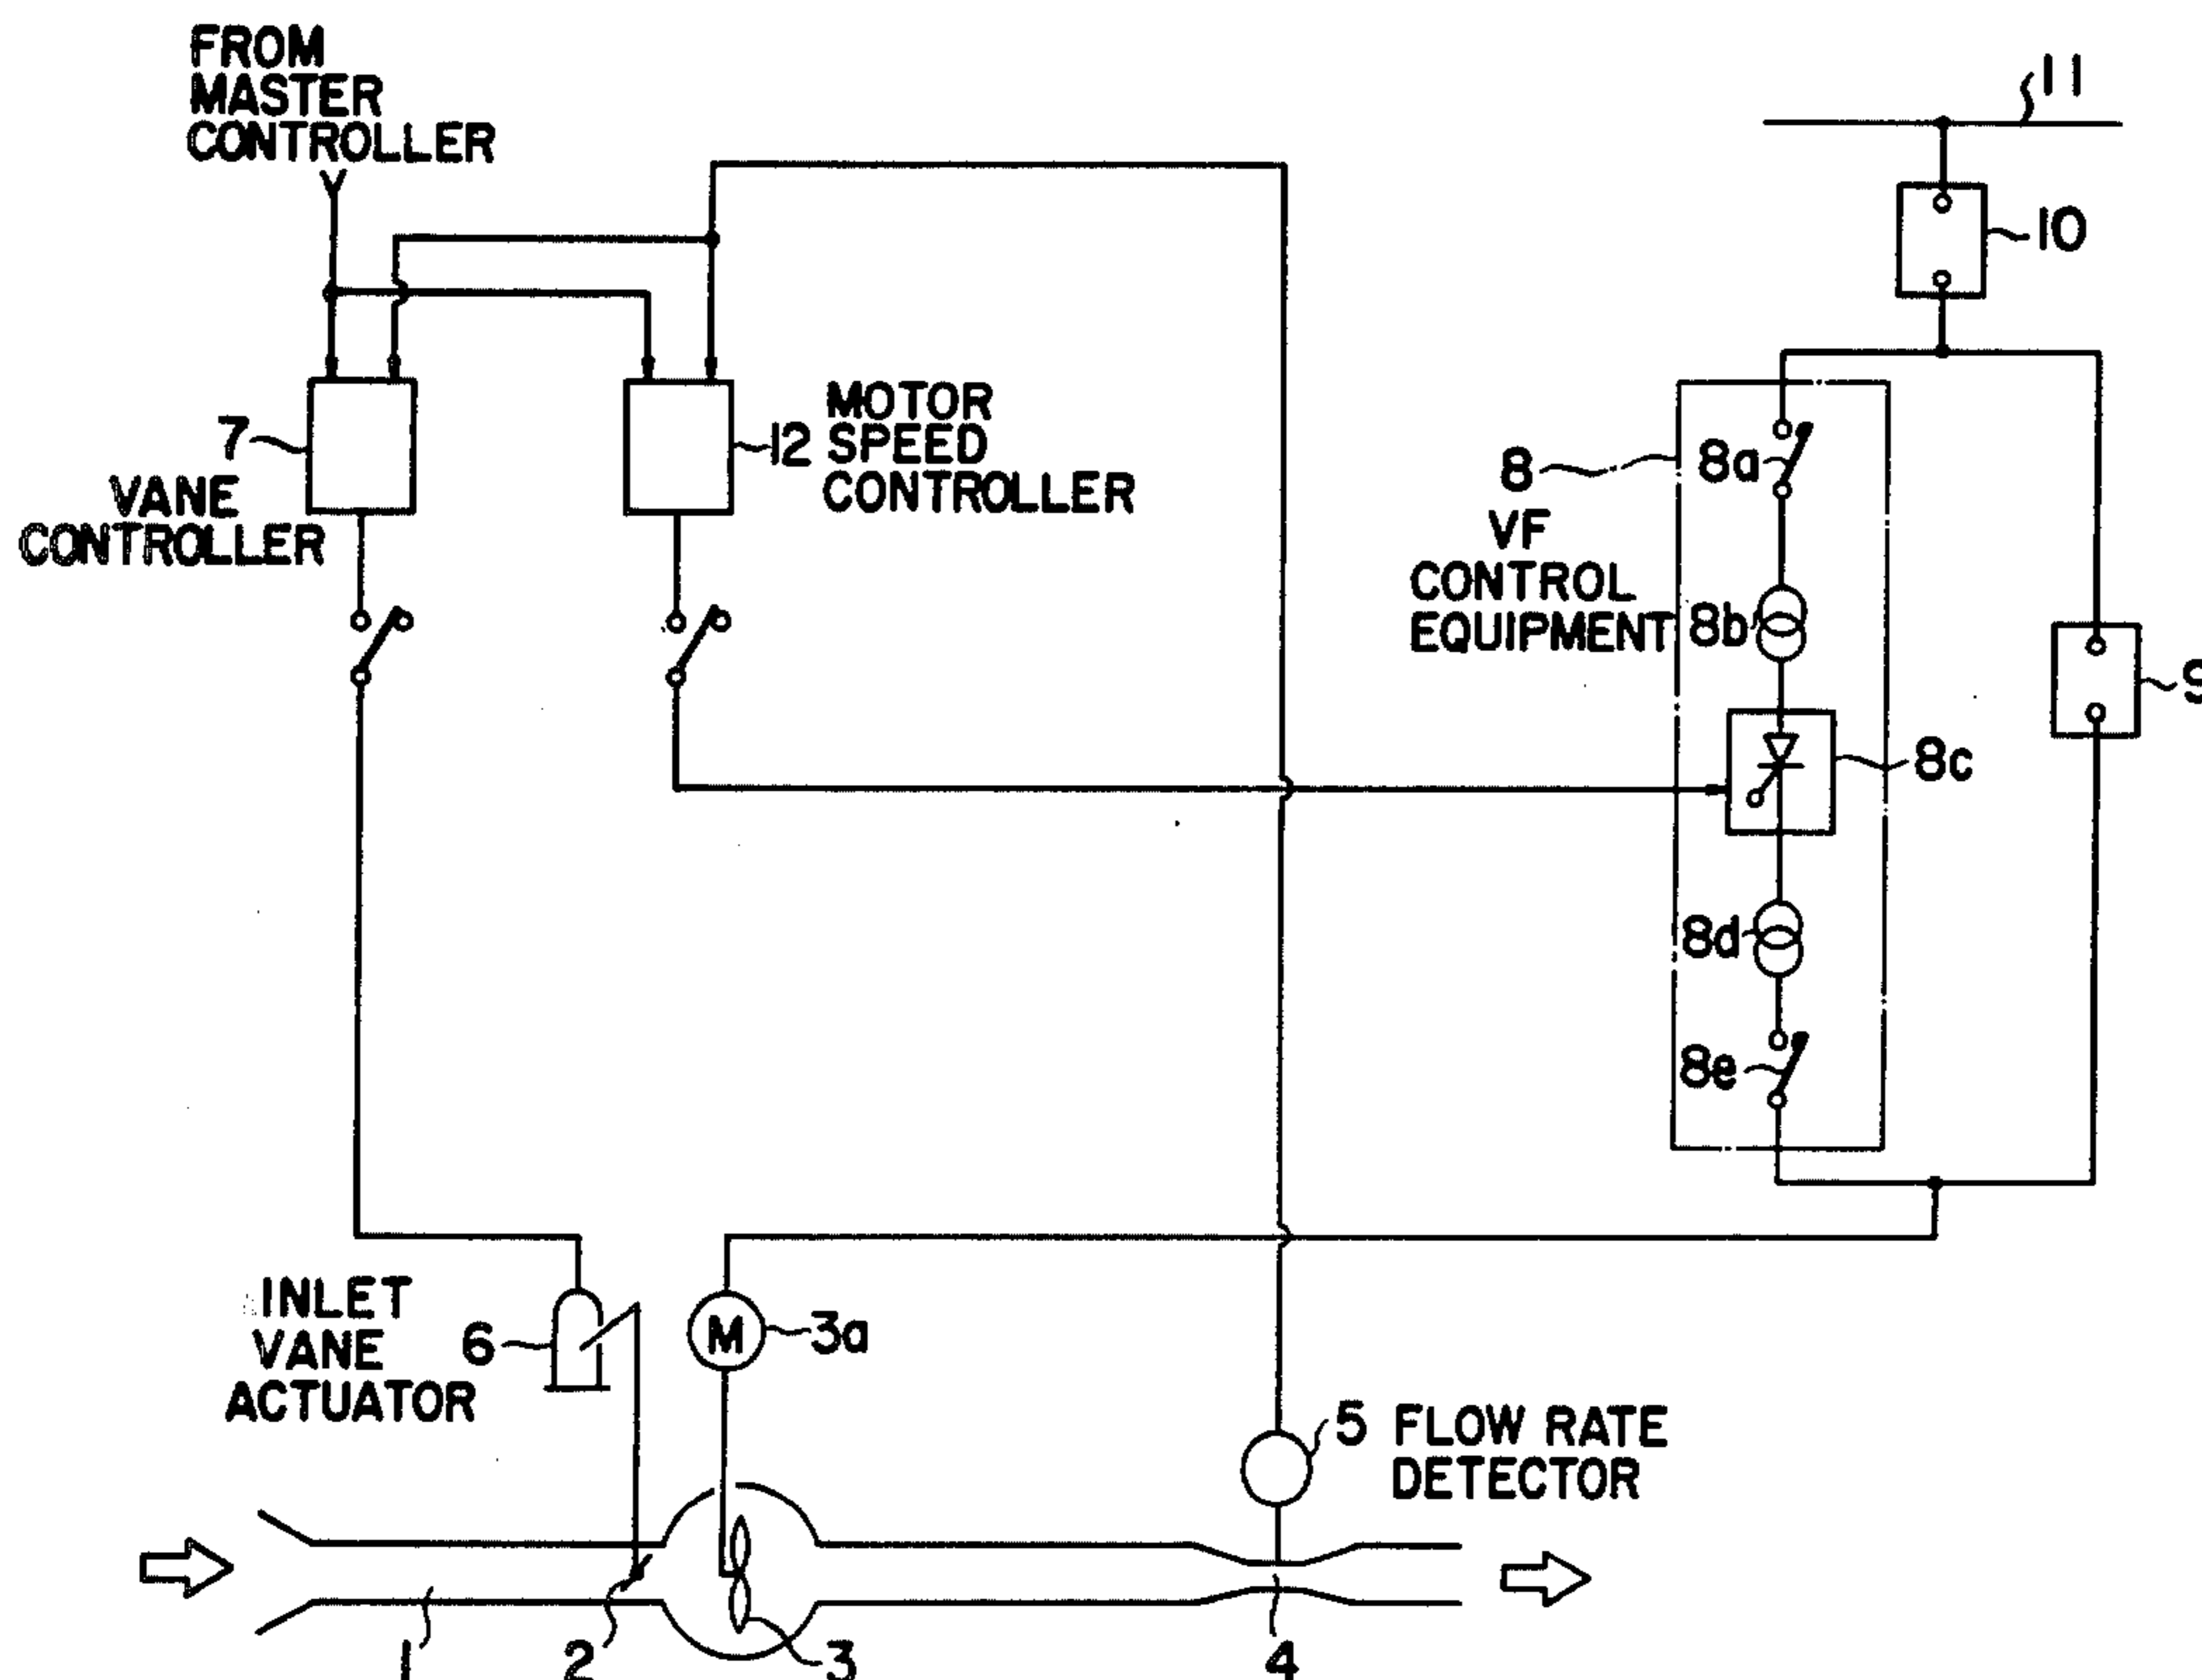 FROM
MASTER
CONTROLLER
11
10
7
VANE
CONTROLLER
12
MOTOR
SPEED
CONTROLLER
8
VF
CONTROL
EQUIPMENT
8a
8b
8c
8d
8e
9
INLET
VANE
ACTUATOR
6
M
3a
5 FLOW RATE
DETECTOR
1
2
3
4